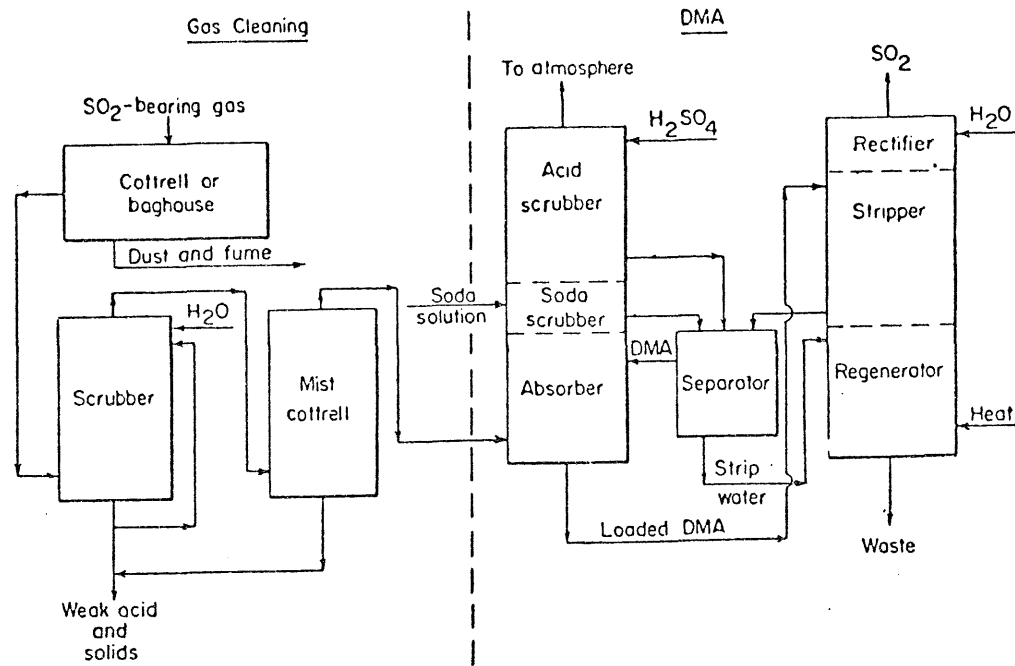 Gas Cleaning
DMA
SO₂-bearing gas
Cottrell or
baghouse
Dust and fume
H₂O
Scrubber
Mist
cottrell
Weak acid
and
solids
To atmosphere
H₂SO₄
Acid
scrubber
Soda
solution
Soda
scrubber
Absorber
DMA
Separator
Strip
water
Loaded DMA
SO₂
H₂O
Rectifier
Stripper
Regenerator
Heat
Waste